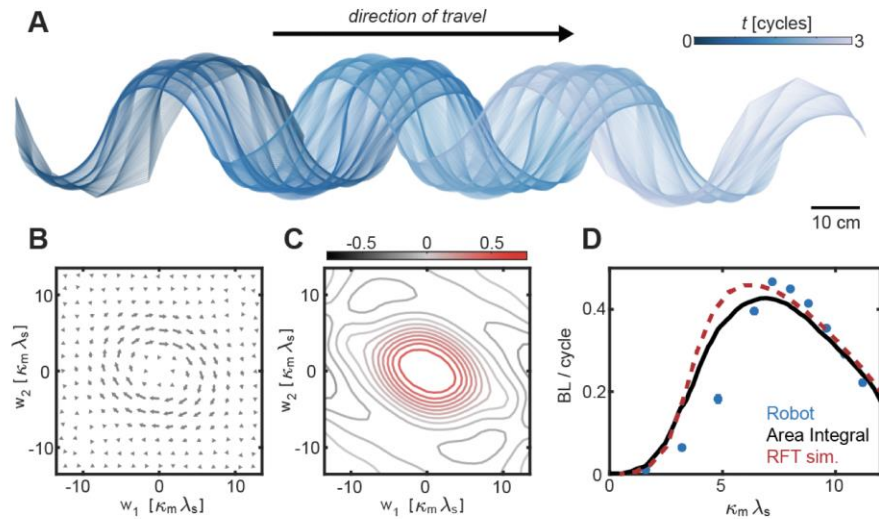 A
direction of travel
t [cycles]
0
3
10 cm
B
C
D
-0.5
0
0.5
10
0
-10
w₂ [κₘ λₛ]
-10
0
10
w₁ [κₘ λₛ]
10
0
-10
w₂ [κₘ λₛ]
-10
0
10
w₁ [κₘ λₛ]
0.4
0.2
0
BL / cycle
Robot
Area Integral
RFT sim.
0
5
10
κₘ λₛ